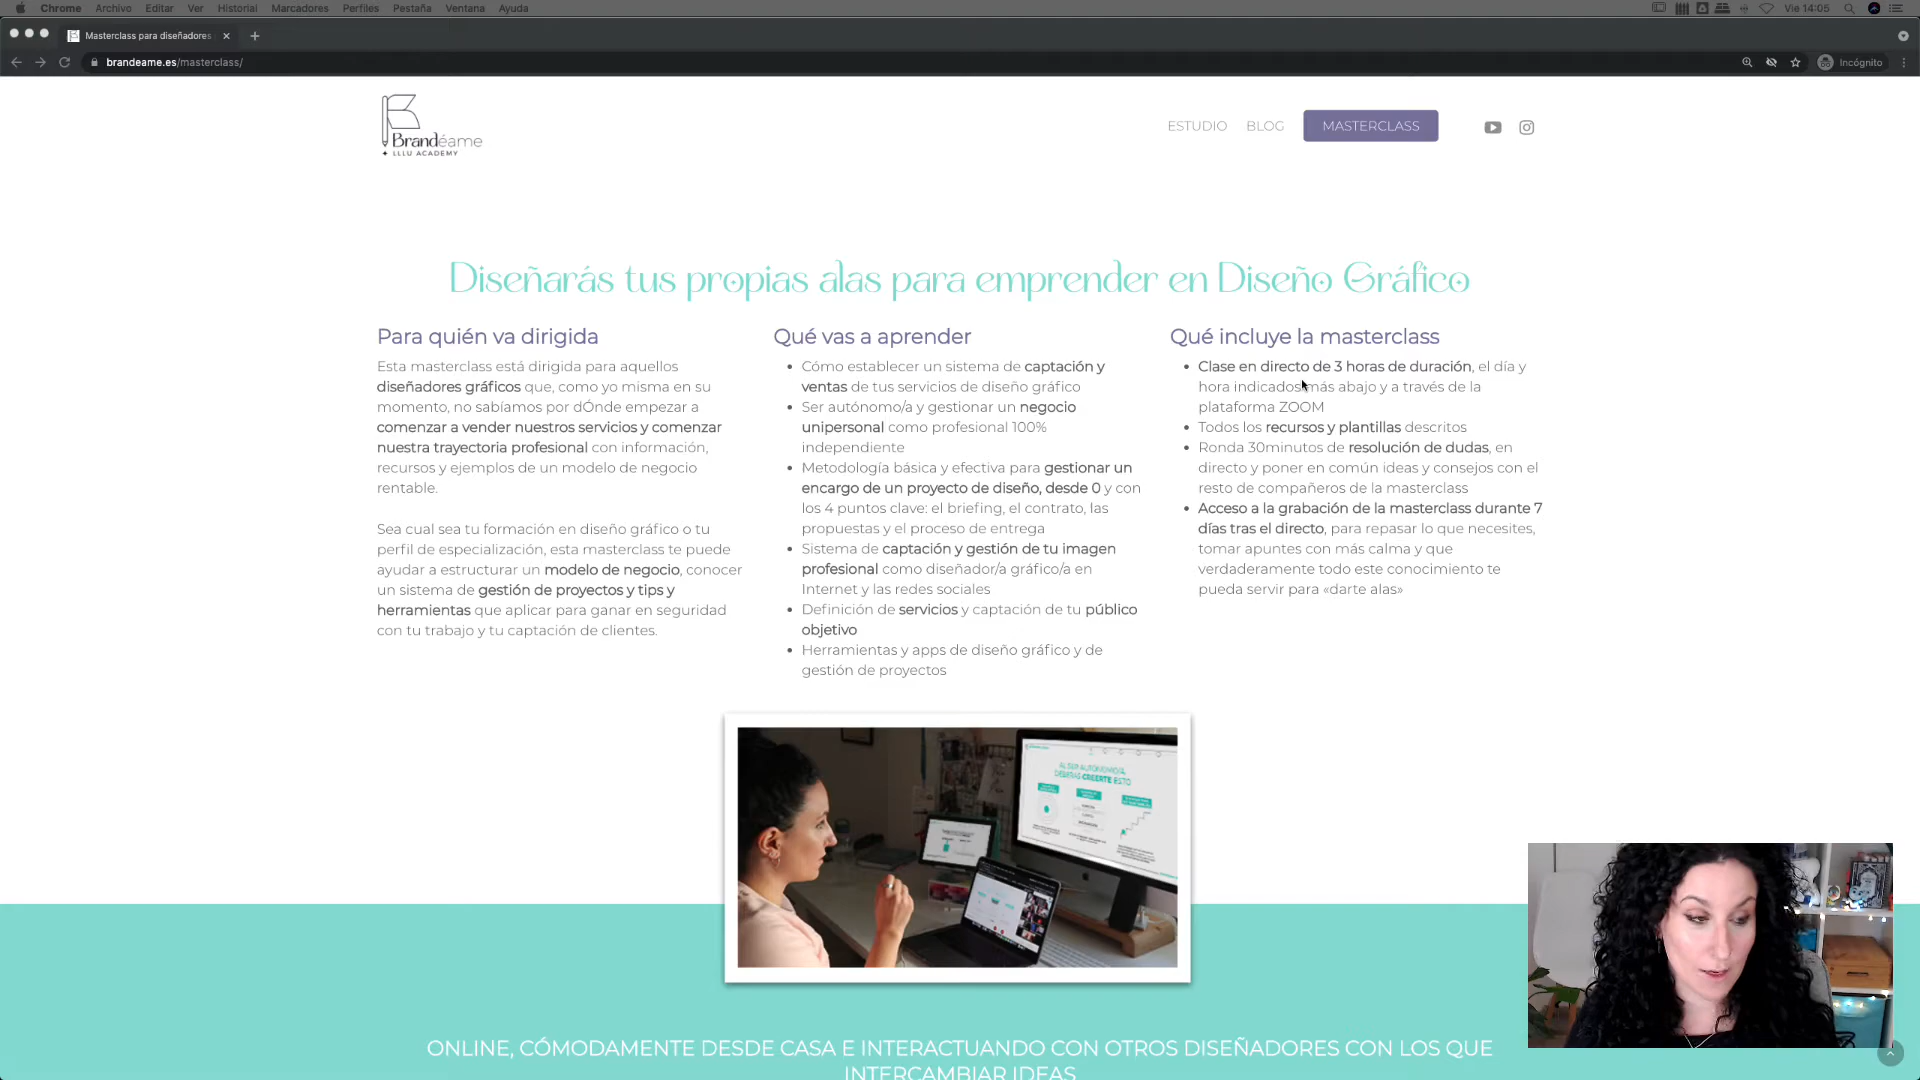 Chrome Archivo Editar Ver Historial Marcadores Perfiles Pestaña Ventana Ayuda Vie 14:05
Masterclass para diseñadores
brandeame.es/masterclass/ Incógnito
Brandéame
LLLU ACADEMY
ESTUDIO BLOG MASTERCLASS
Diseñarás tus propias alas para emprender en Diseño Gráfico
Para quién va dirigida
Esta masterclass está dirigida para aquellos
diseñadores gráficos que, como yo misma en su
momento, no sabíamos por dÓnde empezar a
comenzar a vender nuestros servicios y comenzar
nuestra trayectoria profesional con información,
recursos y ejemplos de un modelo de negocio
rentable.
Sea cual sea tu formación en diseño gráfico o tu
perfil de especialización, esta masterclass te puede
ayudar a estructurar un modelo de negocio, conocer
un sistema de gestión de proyectos y tips y
herramientas que aplicar para ganar en seguridad
con tu trabajo y tu captación de clientes.
Qué vas a aprender
• Cómo establecer un sistema de captación y
ventas de tus servicios de diseño gráfico
• Ser autónomo/a y gestionar un negocio
unipersonal como profesional 100%
independiente
• Metodología básica y efectiva para gestionar un
encargo de un proyecto de diseño, desde 0 y con
los 4 puntos clave: el briefing, el contrato, las
propuestas y el proceso de entrega
• Sistema de captación y gestión de tu imagen
profesional como diseñador/a gráfico/a en
Internet y las redes sociales
• Definición de servicios y captación de tu público
objetivo
• Herramientas y apps de diseño gráfico y de
gestión de proyectos
Qué incluye la masterclass
• Clase en directo de 3 horas de duración, el día y
hora indicados más abajo y a través de la
plataforma ZOOM
• Todos los recursos y plantillas descritos
• Ronda 30minutos de resolución de dudas, en
directo y poner en común ideas y consejos con el
resto de compañeros de la masterclass
• Acceso a la grabación de la masterclass durante 7
días tras el directo, para repasar lo que necesites,
tomar apuntes con más calma y que
verdaderamente todo este conocimiento te
pueda servir para «darte alas»
AL SER AUTÓNOMO/A,
DEBERÁS CREERTE ESTO
ONLINE, CÓMODAMENTE DESDE CASA E INTERACTUANDO CON OTROS DISEÑADORES CON LOS QUE
INTERCAMBIAR IDEAS